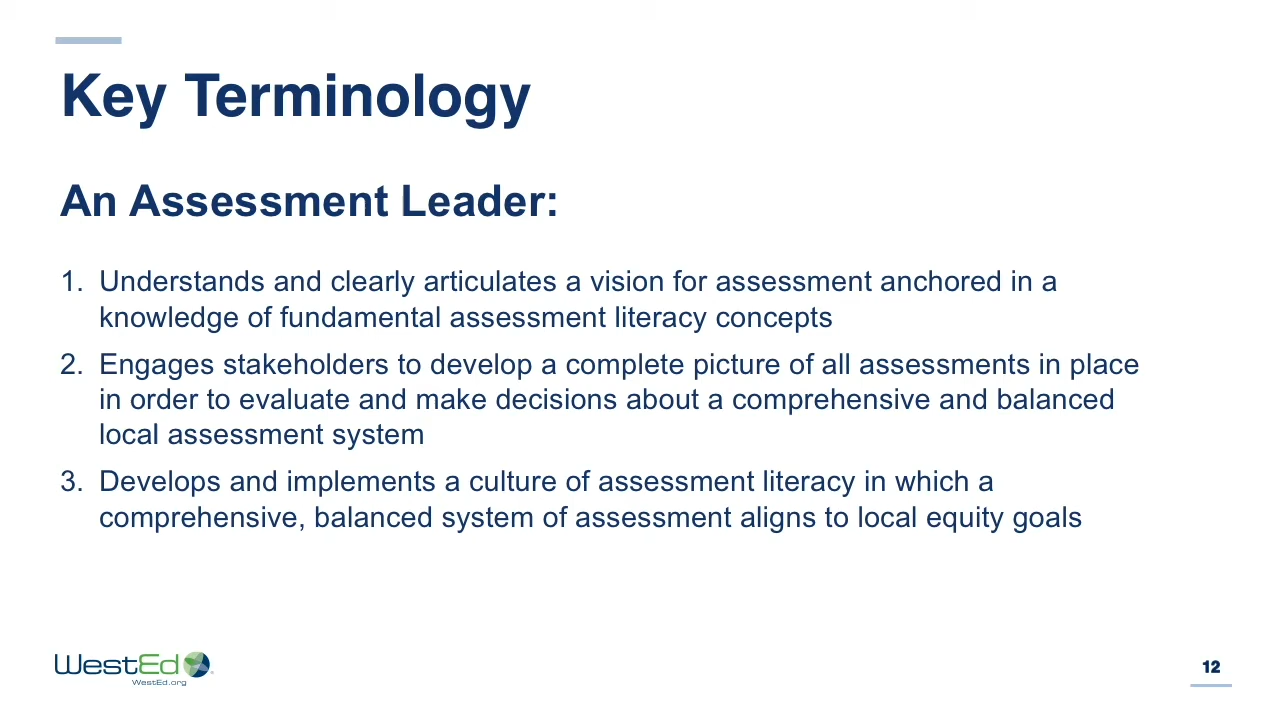 Key Terminology
An Assessment Leader:
1. Understands and clearly articulates a vision for assessment anchored in a
knowledge of fundamental assessment literacy concepts
2. Engages stakeholders to develop a complete picture of all assessments in place
in order to evaluate and make decisions about a comprehensive and balanced
local assessment system
3. Develops and implements a culture of assessment literacy in which a
comprehensive, balanced system of assessment aligns to local equity goals
WestEd
WestEd.org
12